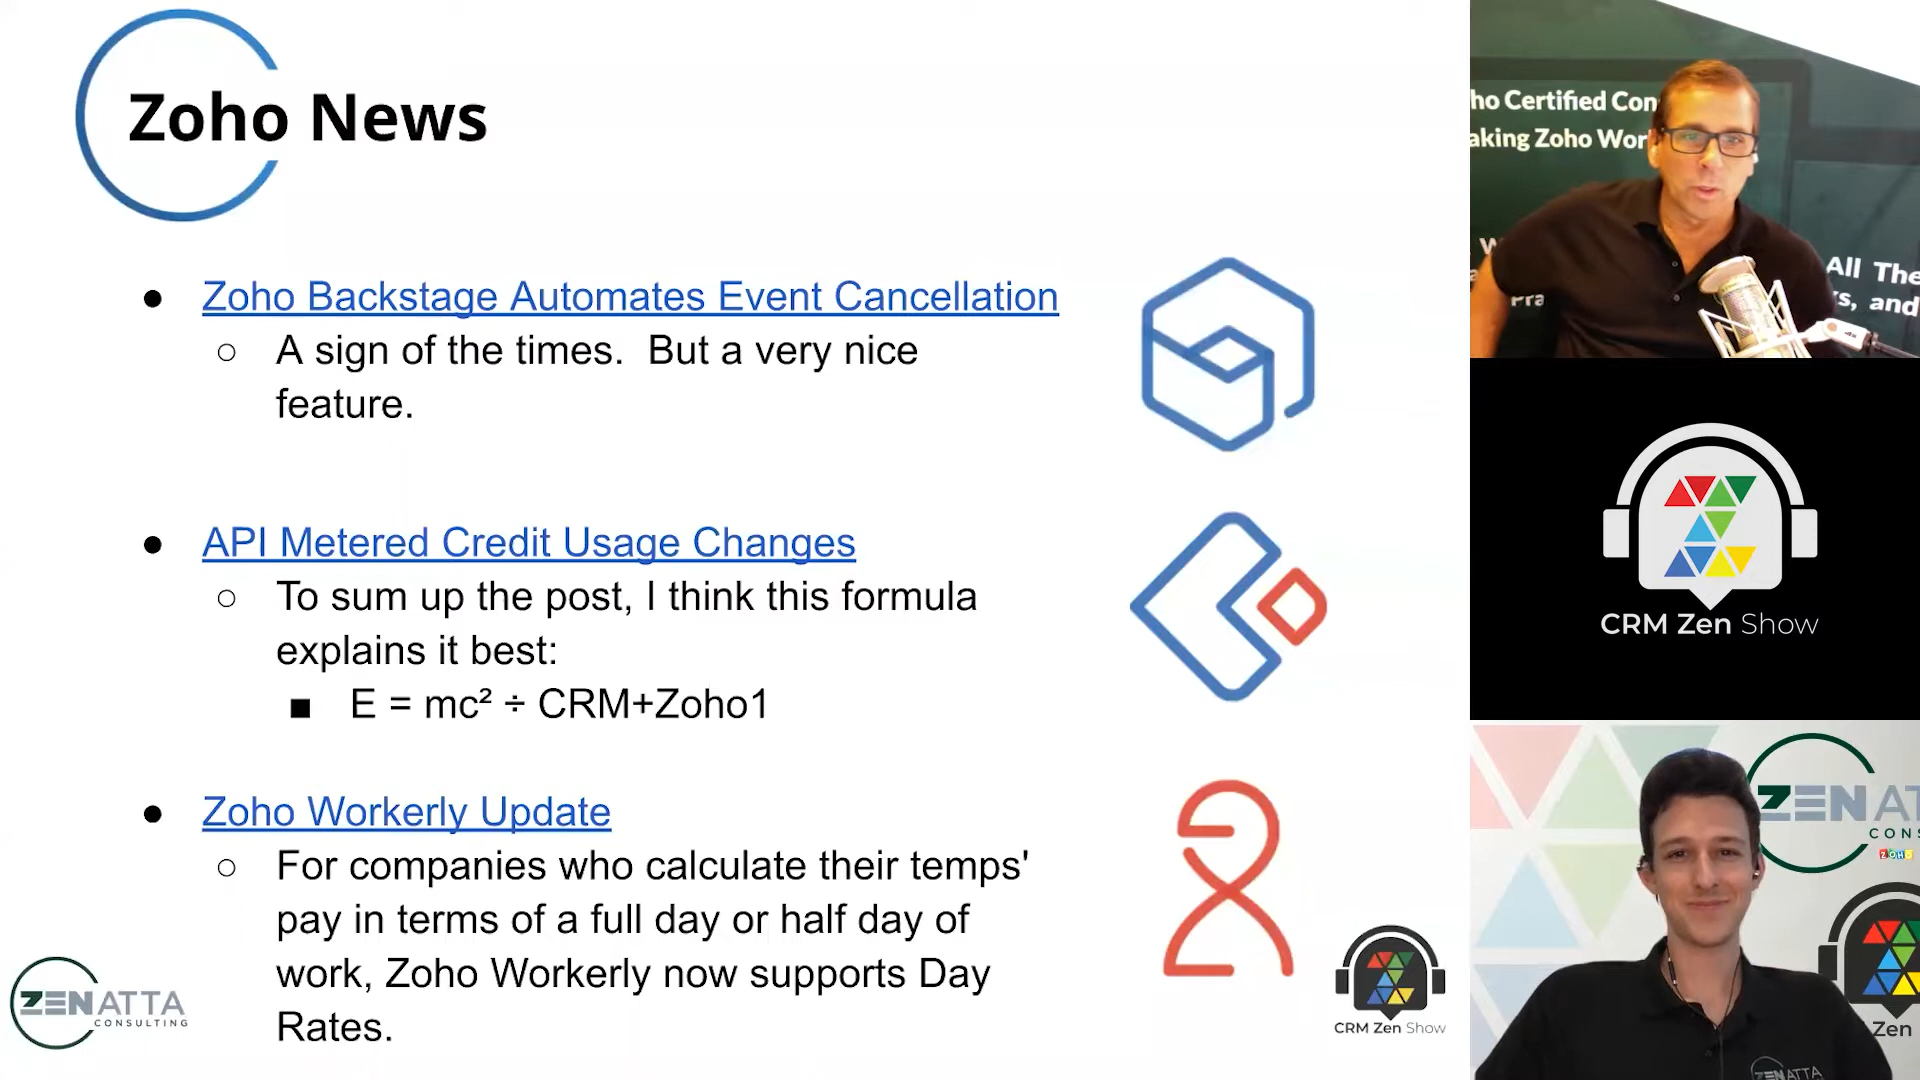 Zoho News
● Zoho Backstage Automates Event Cancellation
○ A sign of the times.  But a very nice
feature.
● API Metered Credit Usage Changes
○ To sum up the post, I think this formula
explains it best:
■ E = mc² ÷ CRM+Zoho1
● Zoho Workerly Update
○ For companies who calculate their temps'
pay in terms of a full day or half day of
work, Zoho Workerly now supports Day
Rates.
ZENATTA
CONSULTING
CRM Zen Show
ho Certified Con
aking Zoho Wor
All The
s, and
Pra
CRM Zen Show
ZENAT
CONS
ZOHO
Zen
ZENATTA